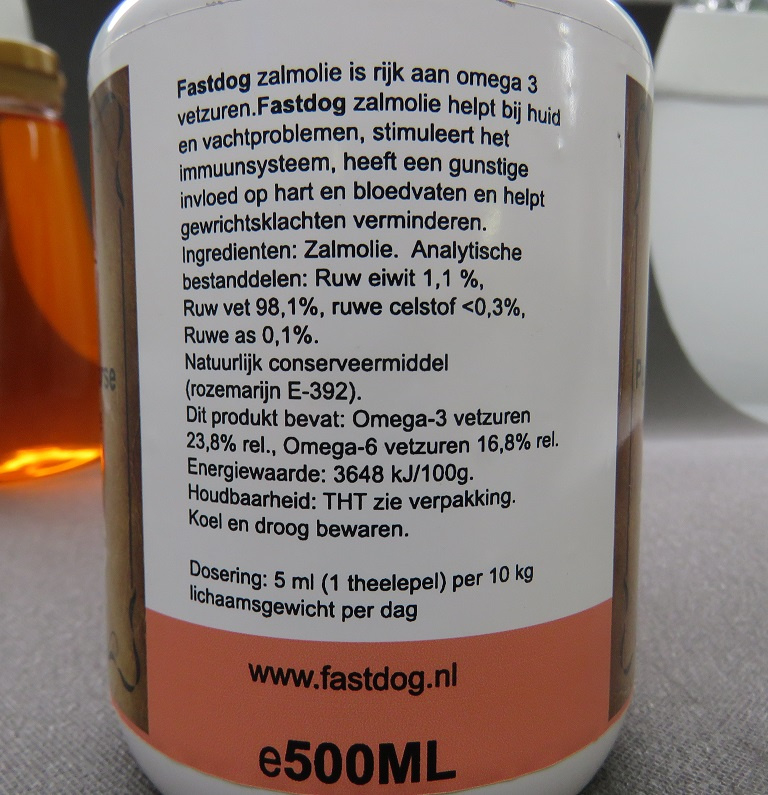 Fastdog zalmolie is rijk aan omega 3
vetzuren.Fastdog zalmolie helpt bij huid
en vachtproblemen, stimuleert het
immuunsysteem, heeft een gunstige
invloed op hart en bloedvaten en helpt
gewrichtsklachten verminderen.
Ingredienten: Zalmolie. Analytische
bestanddelen: Ruw eiwit 1,1 %,
Ruw vet 98,1%, ruwe celstof <0,3%,
Ruwe as 0,1%.
Natuurlijk conserveermiddel
(rozemarijn E-392).
Dit produkt bevat: Omega-3 vetzuren
23,8% rel., Omega-6 vetzuren 16,8% rel.
Energiewaarde: 3648 kJ/100g.
Houdbaarheid: THT zie verpakking.
Koel en droog bewaren.
Dosering: 5 ml (1 theelepel) per 10 kg
lichaamsgewicht per dag
www.fastdog.nl
e500ML